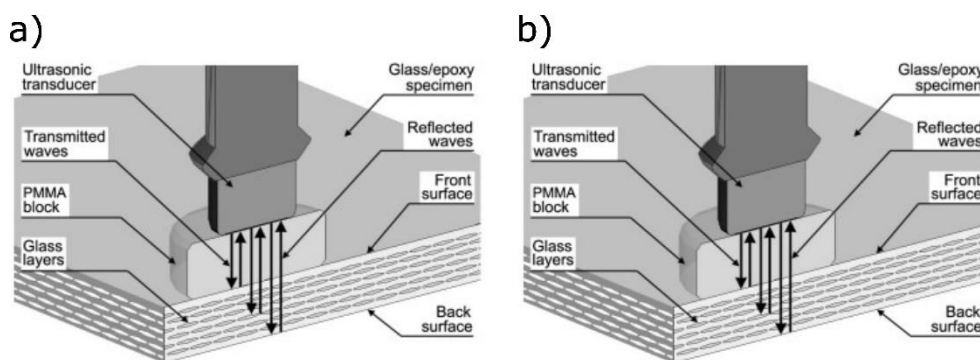 a)
Ultrasonic
transducer
Glass/epoxy
specimen
Transmitted
waves
Reflected
waves
PMMA
block
Front
surface
Glass
layers
Back
surface
b)
Ultrasonic
transducer
Glass/epoxy
specimen
Transmitted
waves
Reflected
waves
PMMA
block
Front
surface
Glass
layers
Back
surface